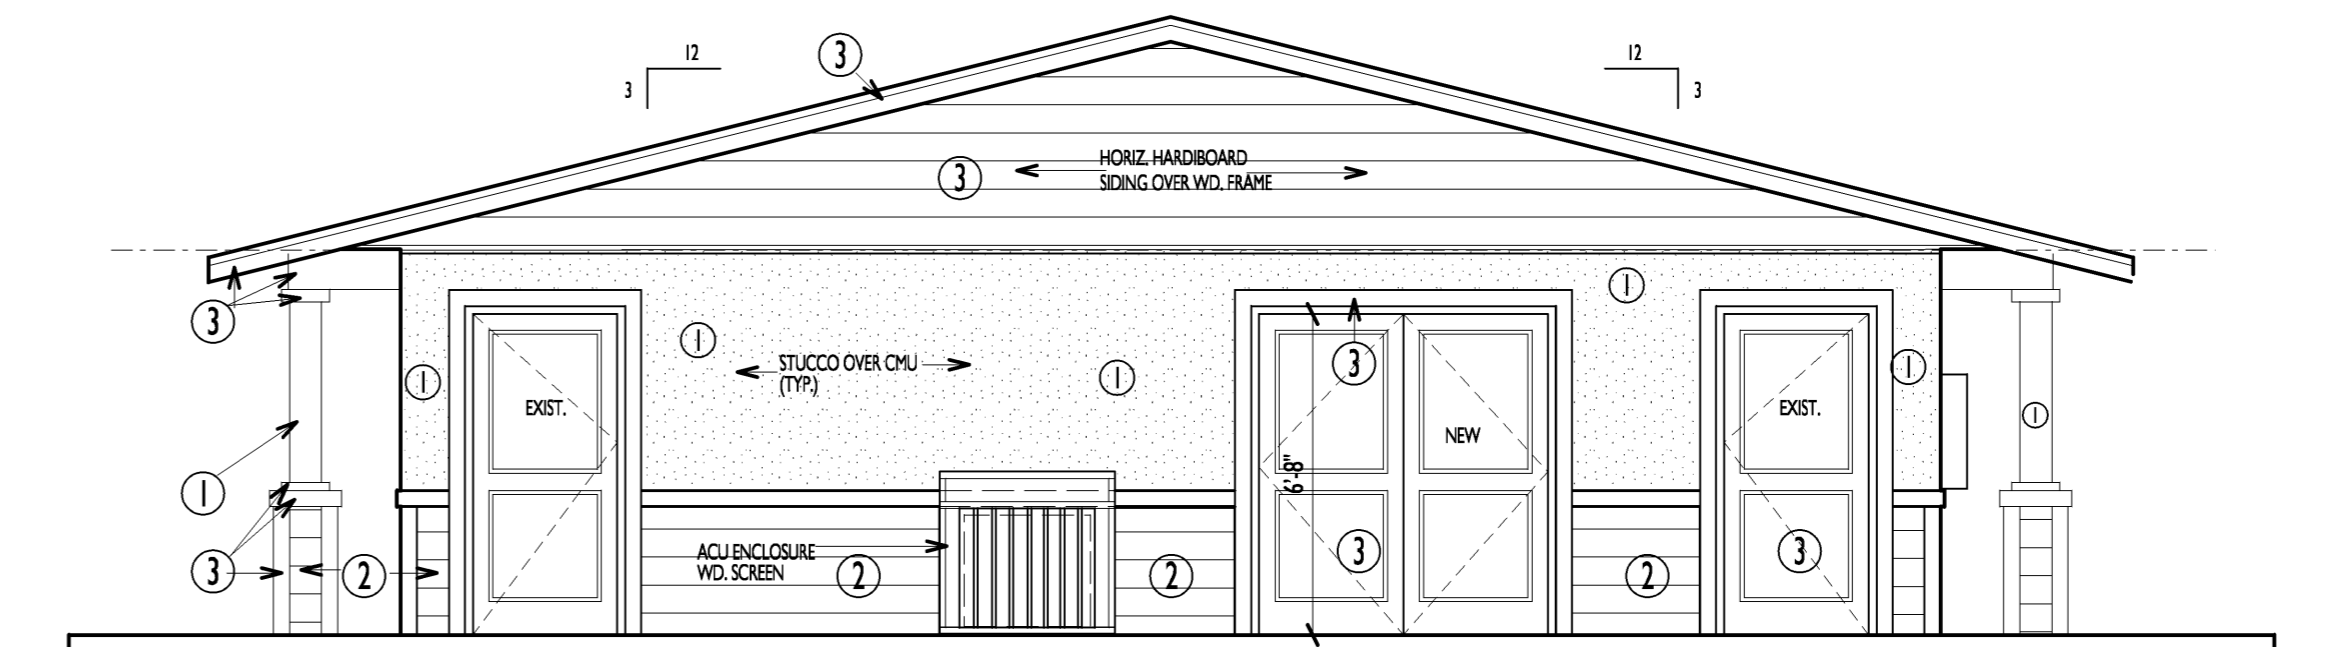 12
12
3
3
3
HORIZ. HARDIBOARD
3
SIDING OVER WD. FRAME
1
3
1
STUCCO OVER CMU
3
1
1
1
(TYP.)
EXIST.
EXIST.
1
NEW
6'-8"
1
ACU ENCLOSURE
WD. SCREEN
3
3
3
2
2
2
2